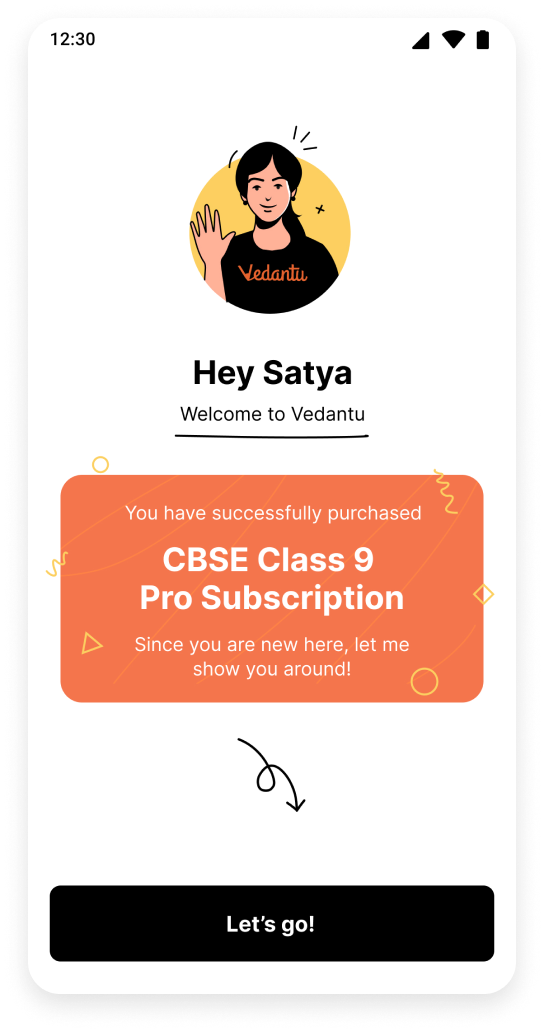 12:30
Vedantu
Hey Satya
Welcome to Vedantu
You have successfully purchased
CBSE Class 9
Pro Subscription
Since you are new here, let me
show you around!
Let’s go!